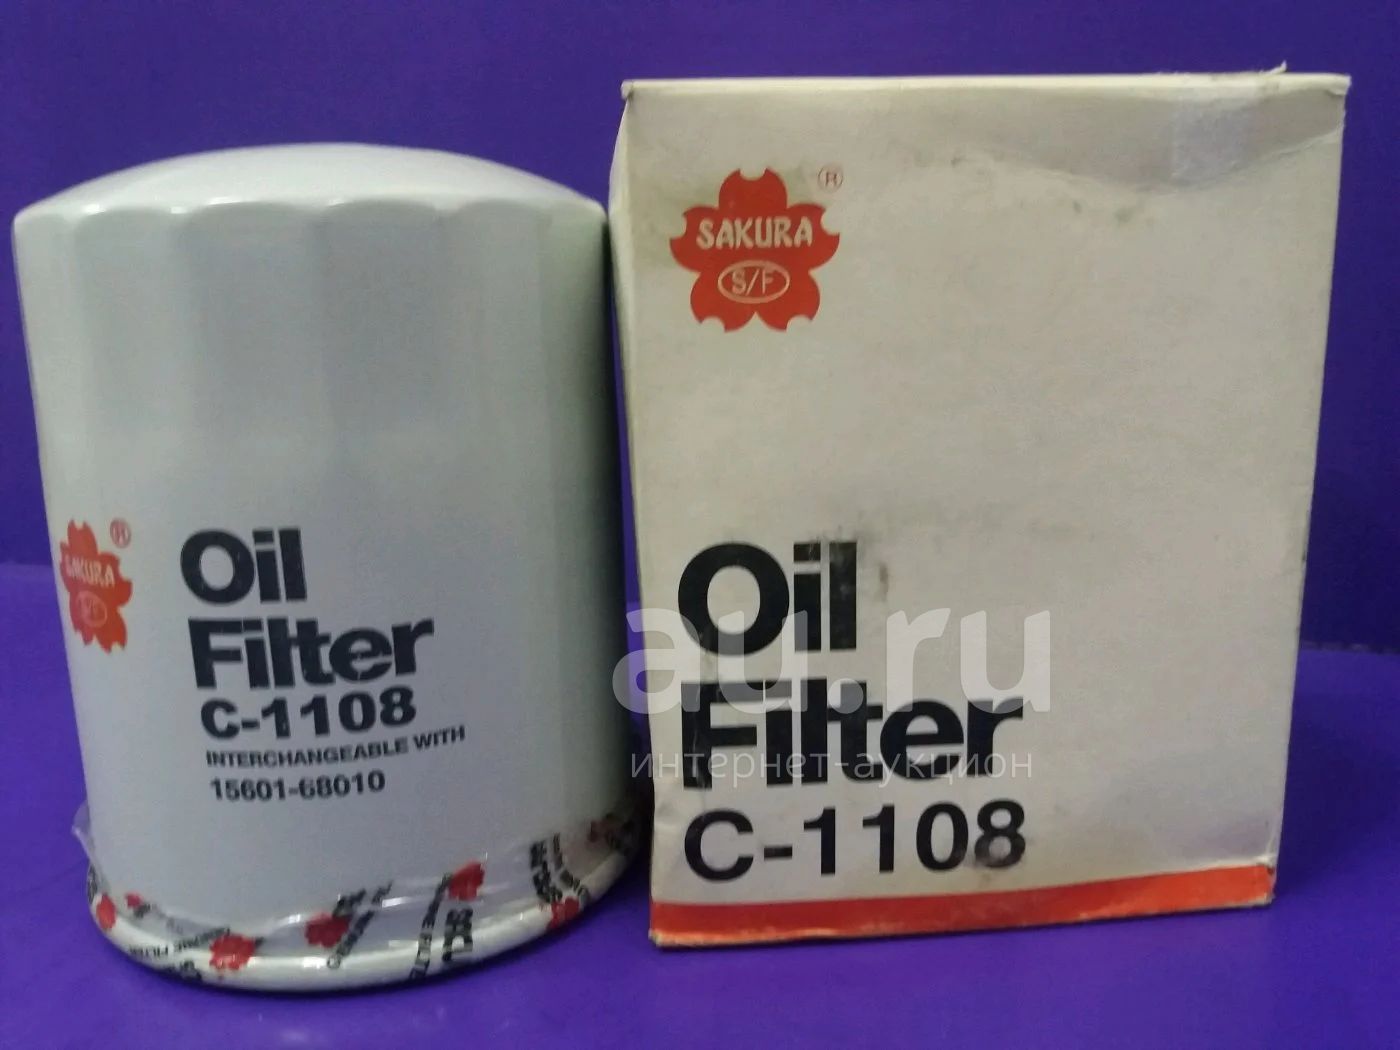 SAKURA
S/F
®
Oil
Filter
C-1108
INTERCHANGEABLE WITH
15601-68010
SAKURA
S/F
®
Oil
Filter
C-1108
au.ru
интернет-аукцион